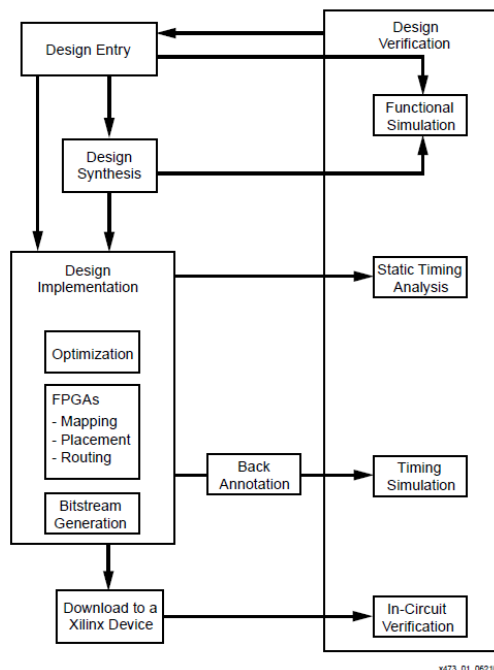 Design Entry
Design
Verification
Functional
Simulation
Design
Synthesis
Design
Implementation
Static Timing
Analysis
Optimization
FPGAs
- Mapping
- Placement
- Routing
Back
Annotation
Timing
Simulation
Bitstream
Generation
Download to a
Xilinx Device
In-Circuit
Verification